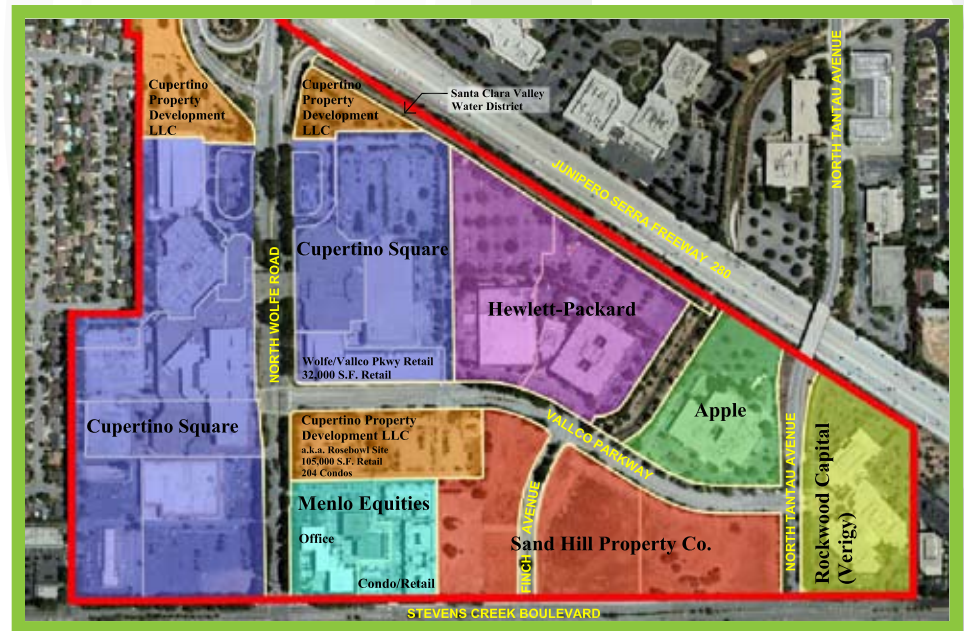 Cupertino
Property
Development
LLC
Cupertino
Property
Development
LLC
Santa Clara Valley
Water District
NORTH TANTAU AVENUE
JUNIPERO SERRA FREEWAY 280
NORTH WOLFE ROAD
Cupertino Square
Hewlett-Packard
Wolfe/Vallco Pkwy Retail
32,000 S.F. Retail
Cupertino Square
Cupertino Property
Development LLC
a.k.a. Rosebowl Site
105,000 S.F. Retail
204 Condos
VALLCO PARKWAY
Apple
NORTH TANTAU AVENUE
Rockwood Capital
(Verigy)
Menlo Equities
Office
Condo/Retail
FINCH AVENUE
Sand Hill Property Co.
STEVENS CREEK BOULEVARD